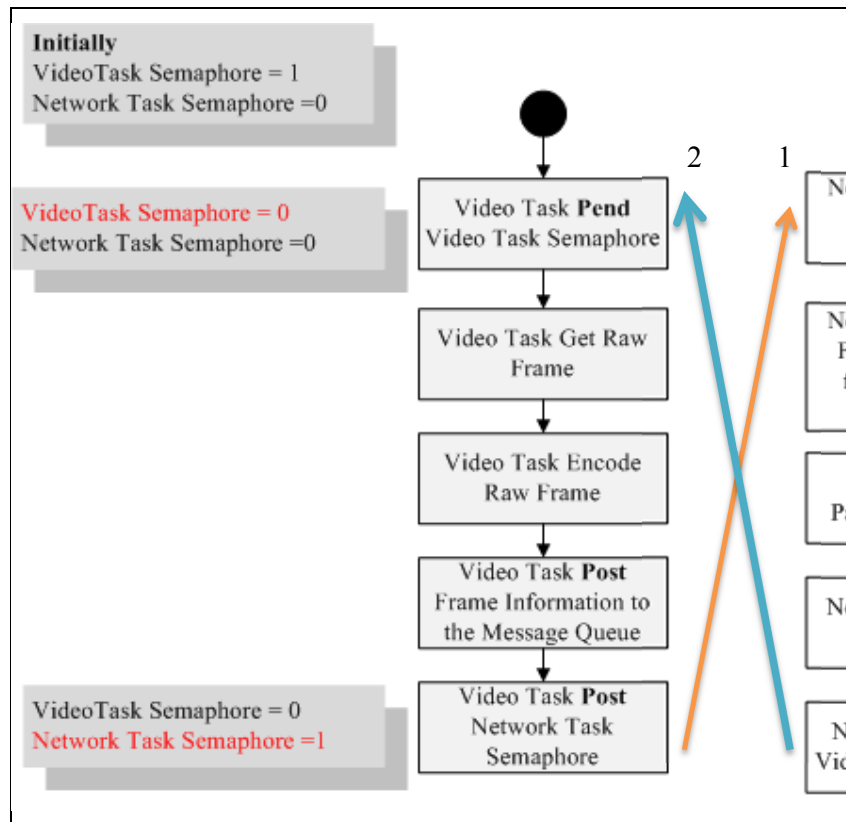 Initially
VideoTask Semaphore = 1
Network Task Semaphore =0
2
1
VideoTask Semaphore = 0
Network Task Semaphore =0
Video Task Pend
Video Task Semaphore
Video Task Get Raw
Frame
Video Task Encode
Raw Frame
Video Task Post
Frame Information to
the Message Queue
VideoTask Semaphore = 0
Network Task Semaphore =1
Video Task Post
Network Task
Semaphore